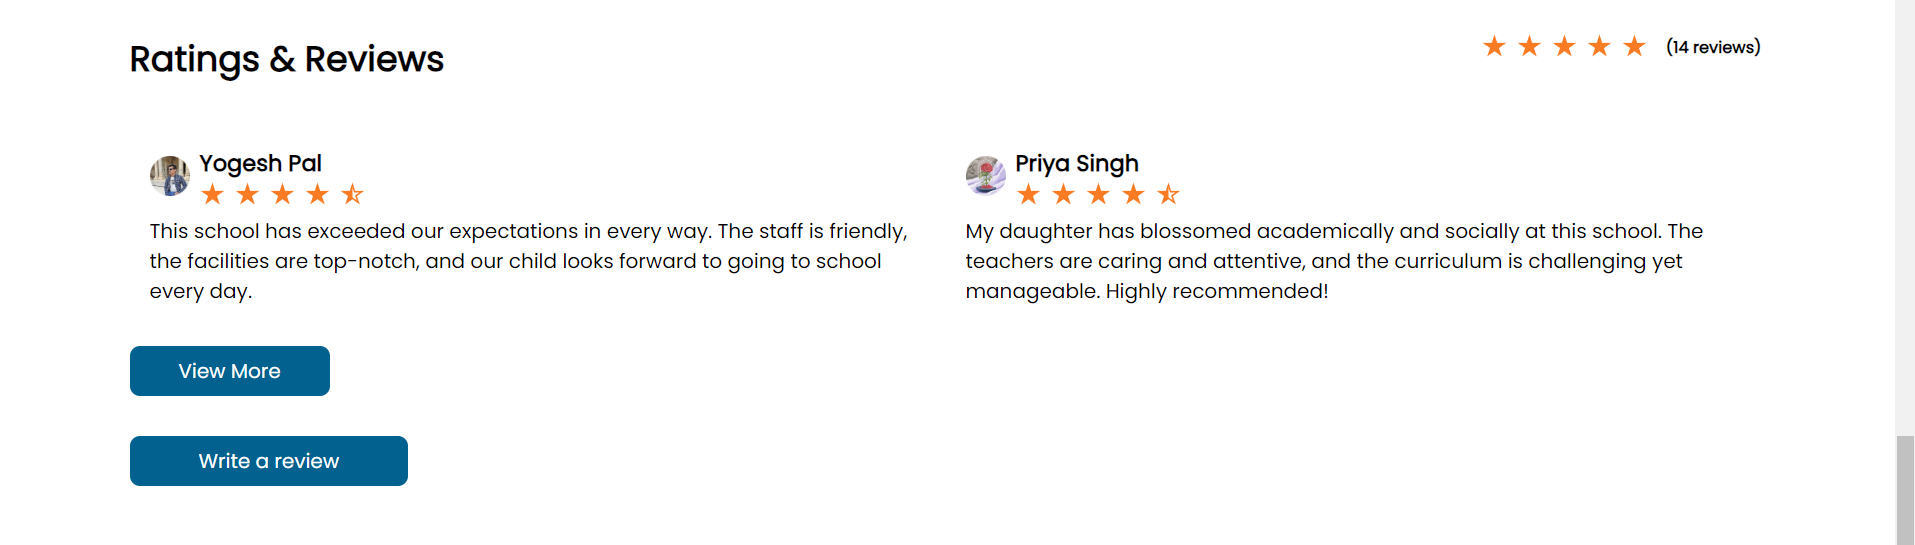 Ratings & Reviews
(14 reviews)
Yogesh Pal
This school has exceeded our expectations in every way. The staff is friendly,
the facilities are top-notch, and our child looks forward to going to school
every day.
Priya Singh
My daughter has blossomed academically and socially at this school. The
teachers are caring and attentive, and the curriculum is challenging yet
manageable. Highly recommended!
View More
Write a review